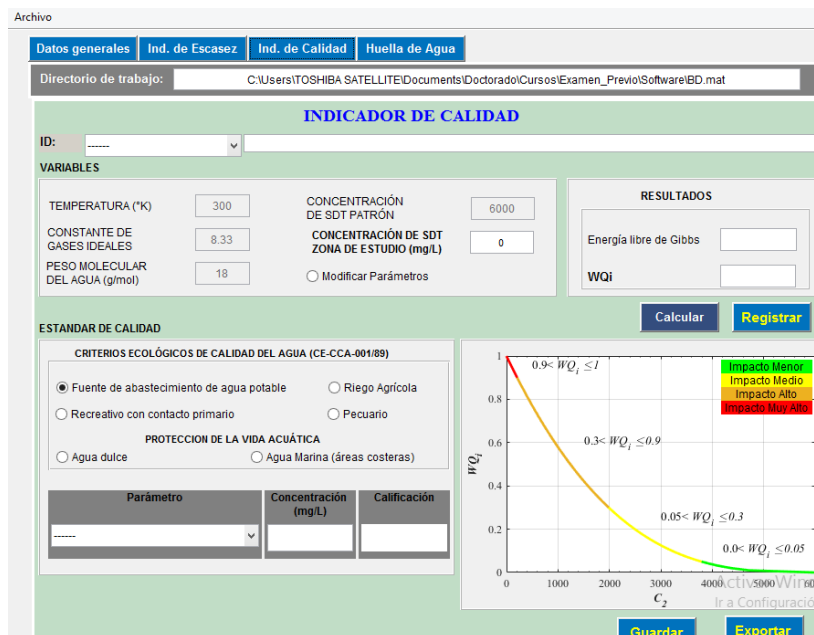 Archivo
Datos generales Ind. de Escasez Ind. de Calidad Huella de Agua
Directorio de trabajo: C:\Users\TOSHIBA SATELLITE\Documents\Doctorado\Cursos\Examen_Previo\Software\BD.mat
INDICADOR DE CALIDAD
ID: ------
VARIABLES
TEMPERATURA (°K) 300
CONSTANTE DE
GASES IDEALES 8.33
PESO MOLECULAR
DEL AGUA (g/mol) 18
CONCENTRACIÓN
DE SDT PATRÓN 6000
CONCENTRACIÓN DE SDT
ZONA DE ESTUDIO (mg/L) 0
Modificar Parámetros
RESULTADOS
Energía libre de Gibbs
WQi
Calcular Registrar
ESTANDAR DE CALIDAD
CRITERIOS ECOLÓGICOS DE CALIDAD DEL AGUA (CE-CCA-001/89)
Fuente de abastecimiento de agua potable Riego Agrícola
Recreativo con contacto primario Pecuario
PROTECCION DE LA VIDA ACUÁTICA
Agua dulce Agua Marina (áreas costeras)
Parámetro Concentración (mg/L) Calificación
------
1
0.8
0.6
0.4
0.2
0
WQi
0.9< WQi ≤1
0.3< WQi ≤0.9
0.05< WQi ≤0.3
0.0< WQi ≤0.05
Impacto Menor
Impacto Medio
Impacto Alto
Impacto Muy Alto
0 1000 2000 3000 4000 5000 60
C2
Activar Wind
Ir a Configuració
Guardar Exportar